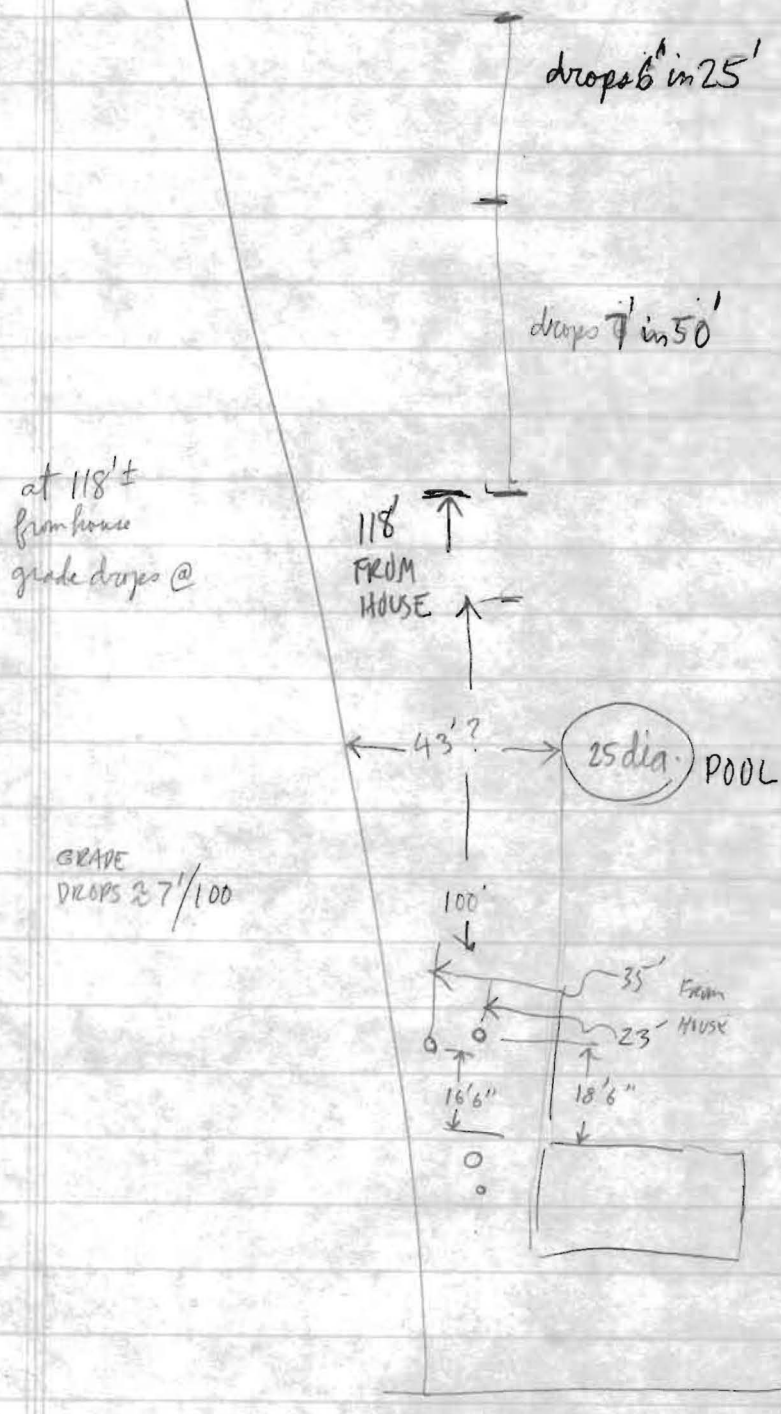 drops 6" in 25'
drops 7' in 50'
at 118' ±
from house
grade drops @
118'
FROM
HOUSE
43' ?
25 dia.
POOL
GRADE
DROPS ≈ 7'/100
100'
35'
From
23'
HOUSE
16'6"
18'6"